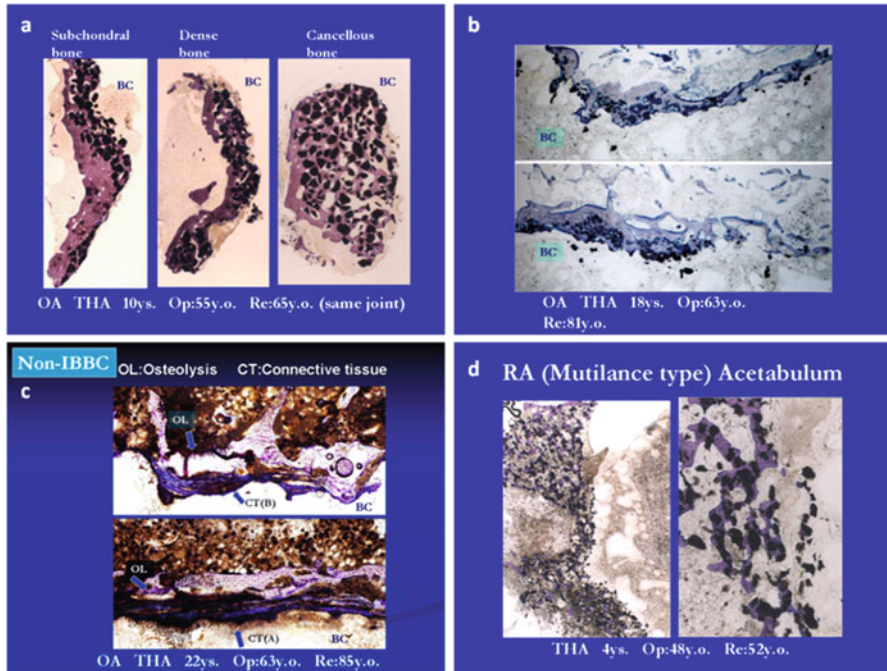 a
Subchondral
bone
Dense
bone
Cancellous
bone
BC
BC
BC
OA THA 10ys. Op:55y.o. Re:65y.o. (same joint)
b
BC
BC
OA THA 18ys. Op:63y.o.
Re:81y.o.
Non-IBBC
OL:Osteolysis CT:Connective tissue
c
OL
CT(B)
BC
OL
CT(A)
BC
OA THA 22ys. Op:63y.o. Re:85y.o.
d
RA (Mutilance type) Acetabulum
THA 4ys. Op:48y.o. Re:52y.o.